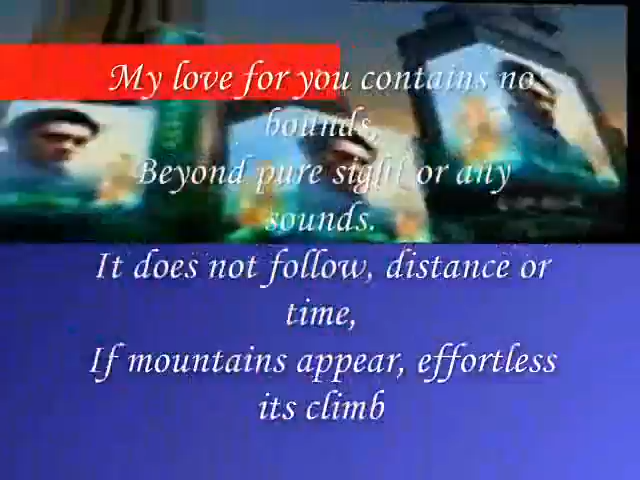 My love for you contains no
bounds,
Beyond pure sight or any
sounds.
It does not follow, distance or
time,
If mountains appear, effortless
its climb